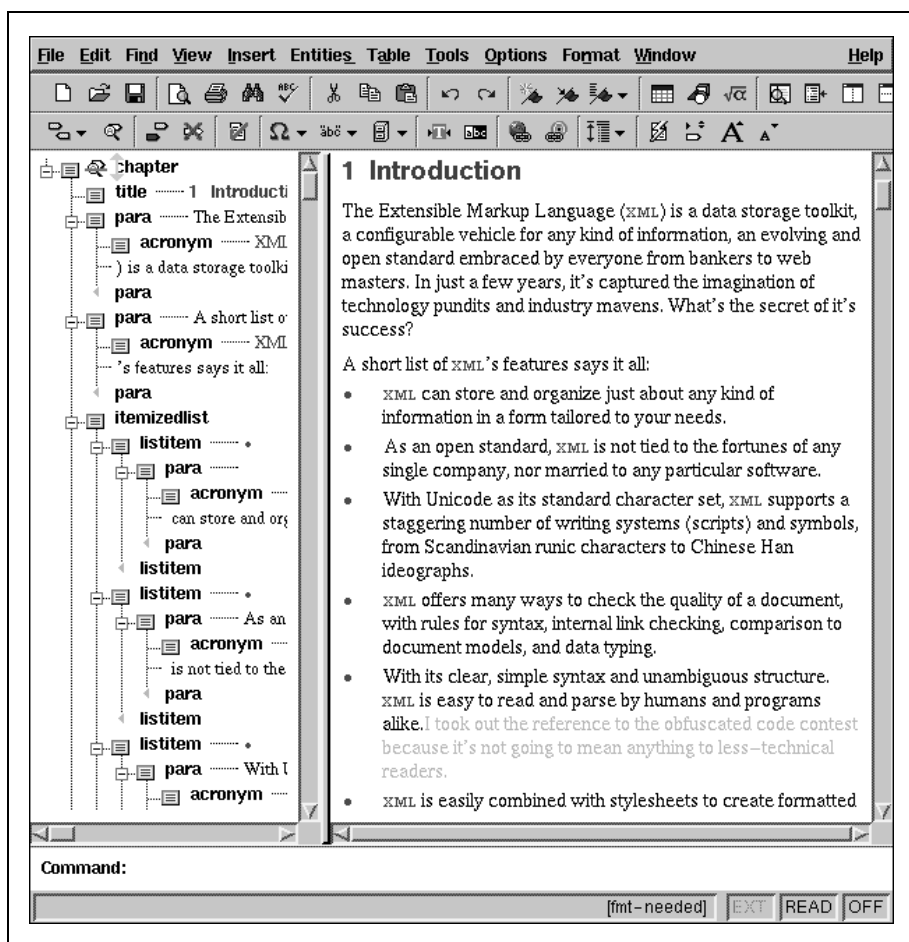 File Edit Find View Insert Entities Table Tools Options Format Window Help
ABC
√α
Ω äbö abc A A
chapter
title 1 Introducti
para The Extensib
acronym XMI
) is a data storage toolki
para
para A short list o
acronym XMI
's features says it all:
para
itemizedlist
listitem
para
acronym
can store and org
para
listitem
listitem
para As an
acronym
is not tied to the
para
listitem
listitem
para With U
acronym
1 Introduction
The Extensible Markup Language (XML) is a data storage toolkit,
a configurable vehicle for any kind of information, an evolving and
open standard embraced by everyone from bankers to web
masters. In just a few years, it's captured the imagination of
technology pundits and industry mavens. What's the secret of it's
success?
A short list of XML's features says it all:
• XML can store and organize just about any kind of
information in a form tailored to your needs.
• As an open standard, XML is not tied to the fortunes of any
single company, nor married to any particular software.
• With Unicode as its standard character set, XML supports a
staggering number of writing systems (scripts) and symbols,
from Scandinavian runic characters to Chinese Han
ideographs.
• XML offers many ways to check the quality of a document,
with rules for syntax, internal link checking, comparison to
document models, and data typing.
• With its clear, simple syntax and unambiguous structure.
XML is easy to read and parse by humans and programs
alike.I took out the reference to the obfuscated code contest
because it's not going to mean anything to less-technical
readers.
• XML is easily combined with stylesheets to create formatted
Command:
[fmt-needed] EXT READ OFF